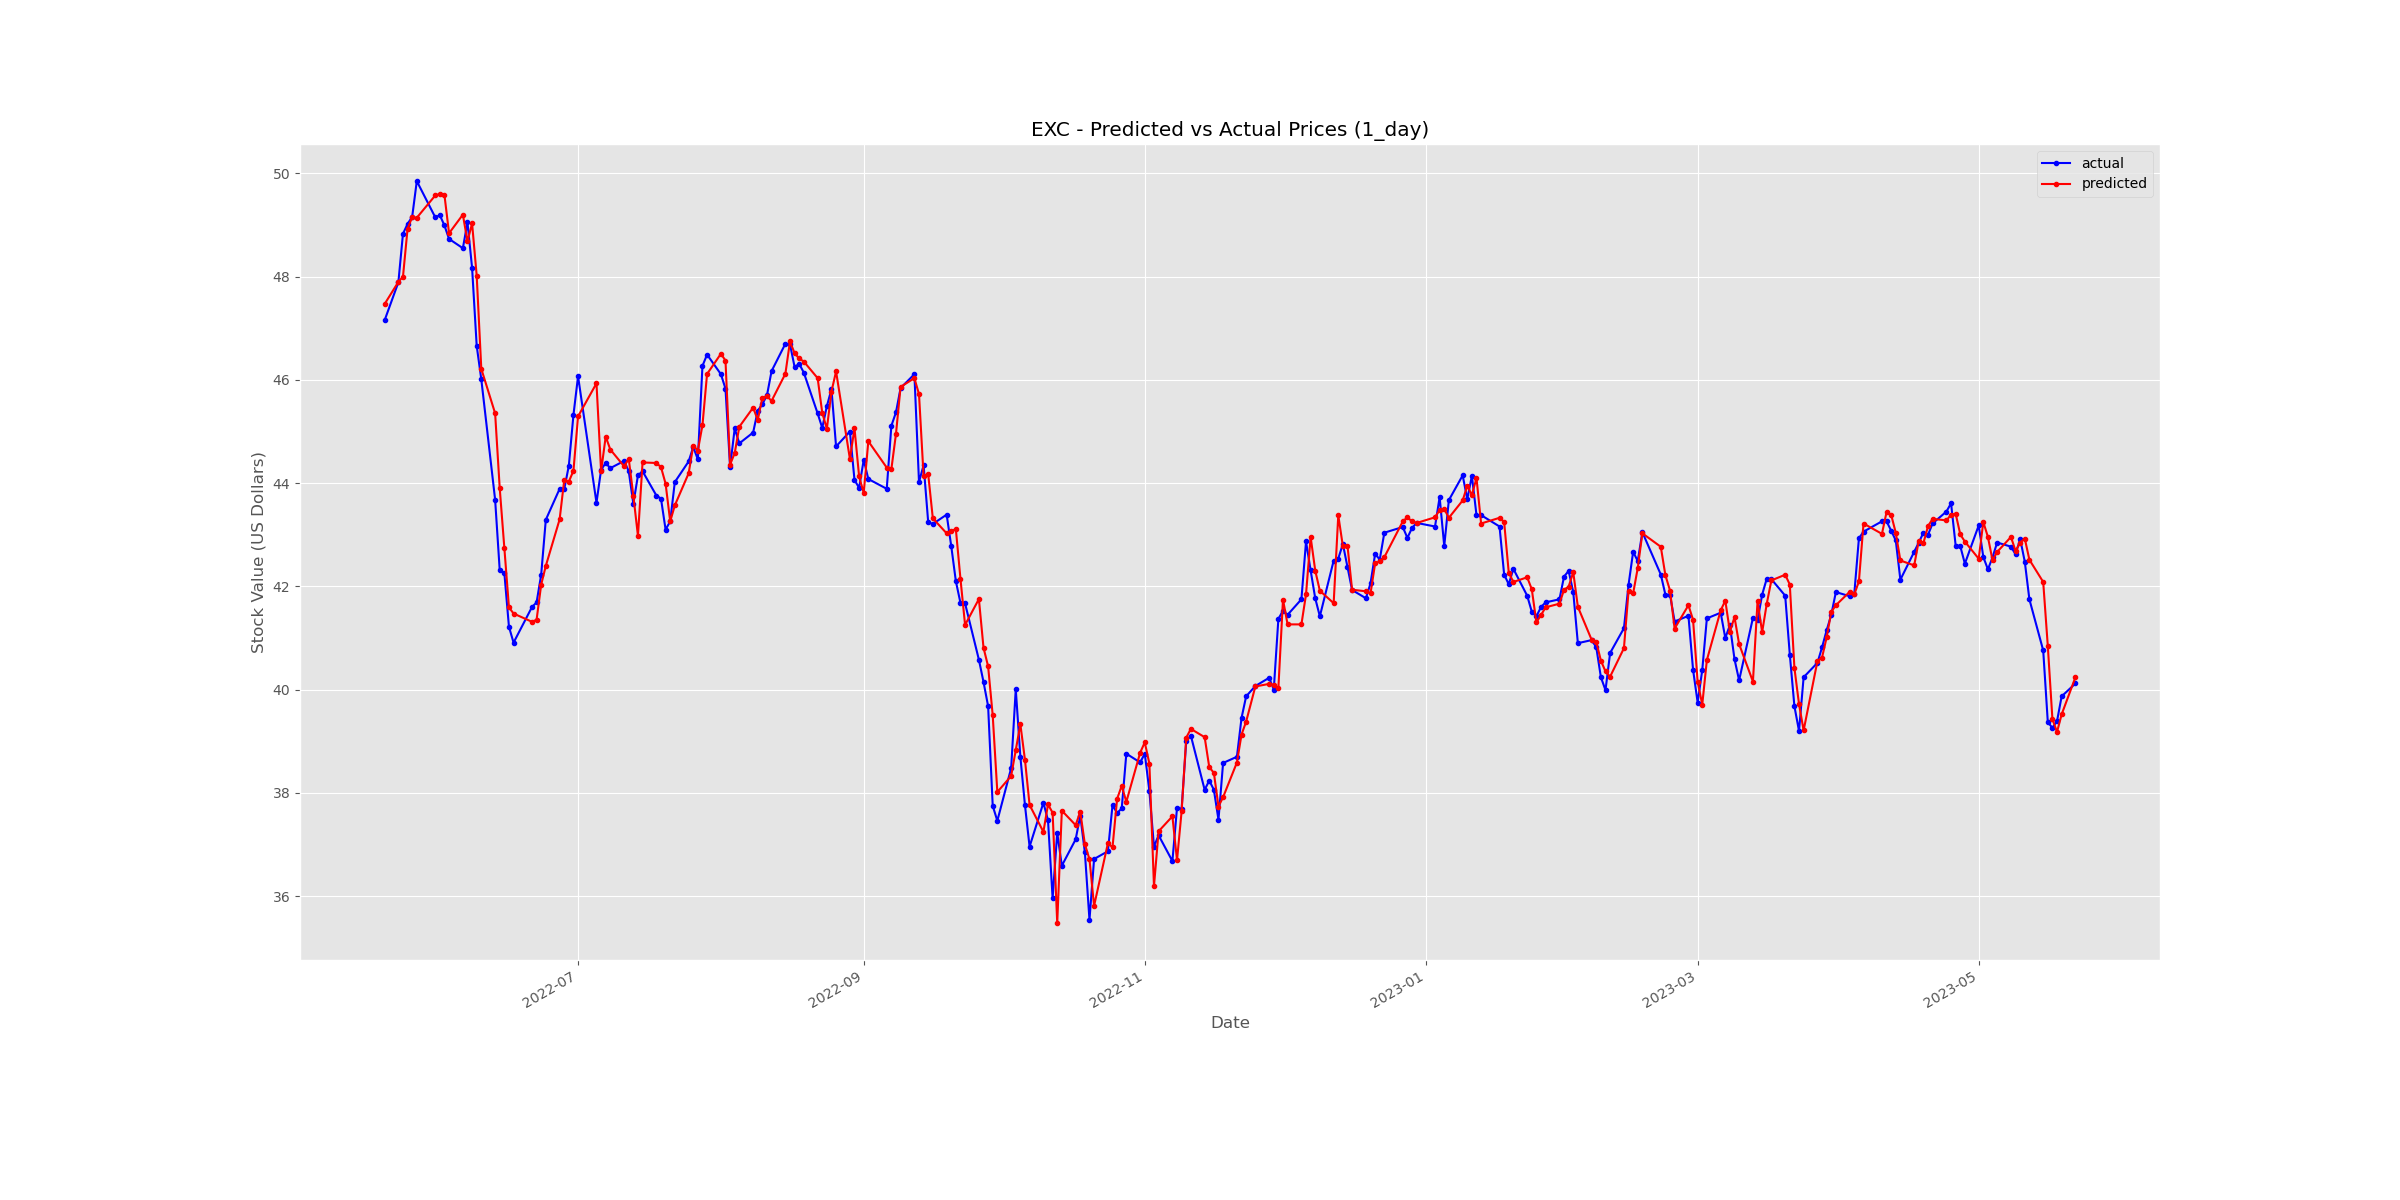 EXC - Predicted vs Actual Prices (1_day)
actual
predicted
Stock Value (US Dollars)
50
48
46
44
42
40
38
36
2022-07
2022-09
2022-11
2023-01
2023-03
2023-05
Date